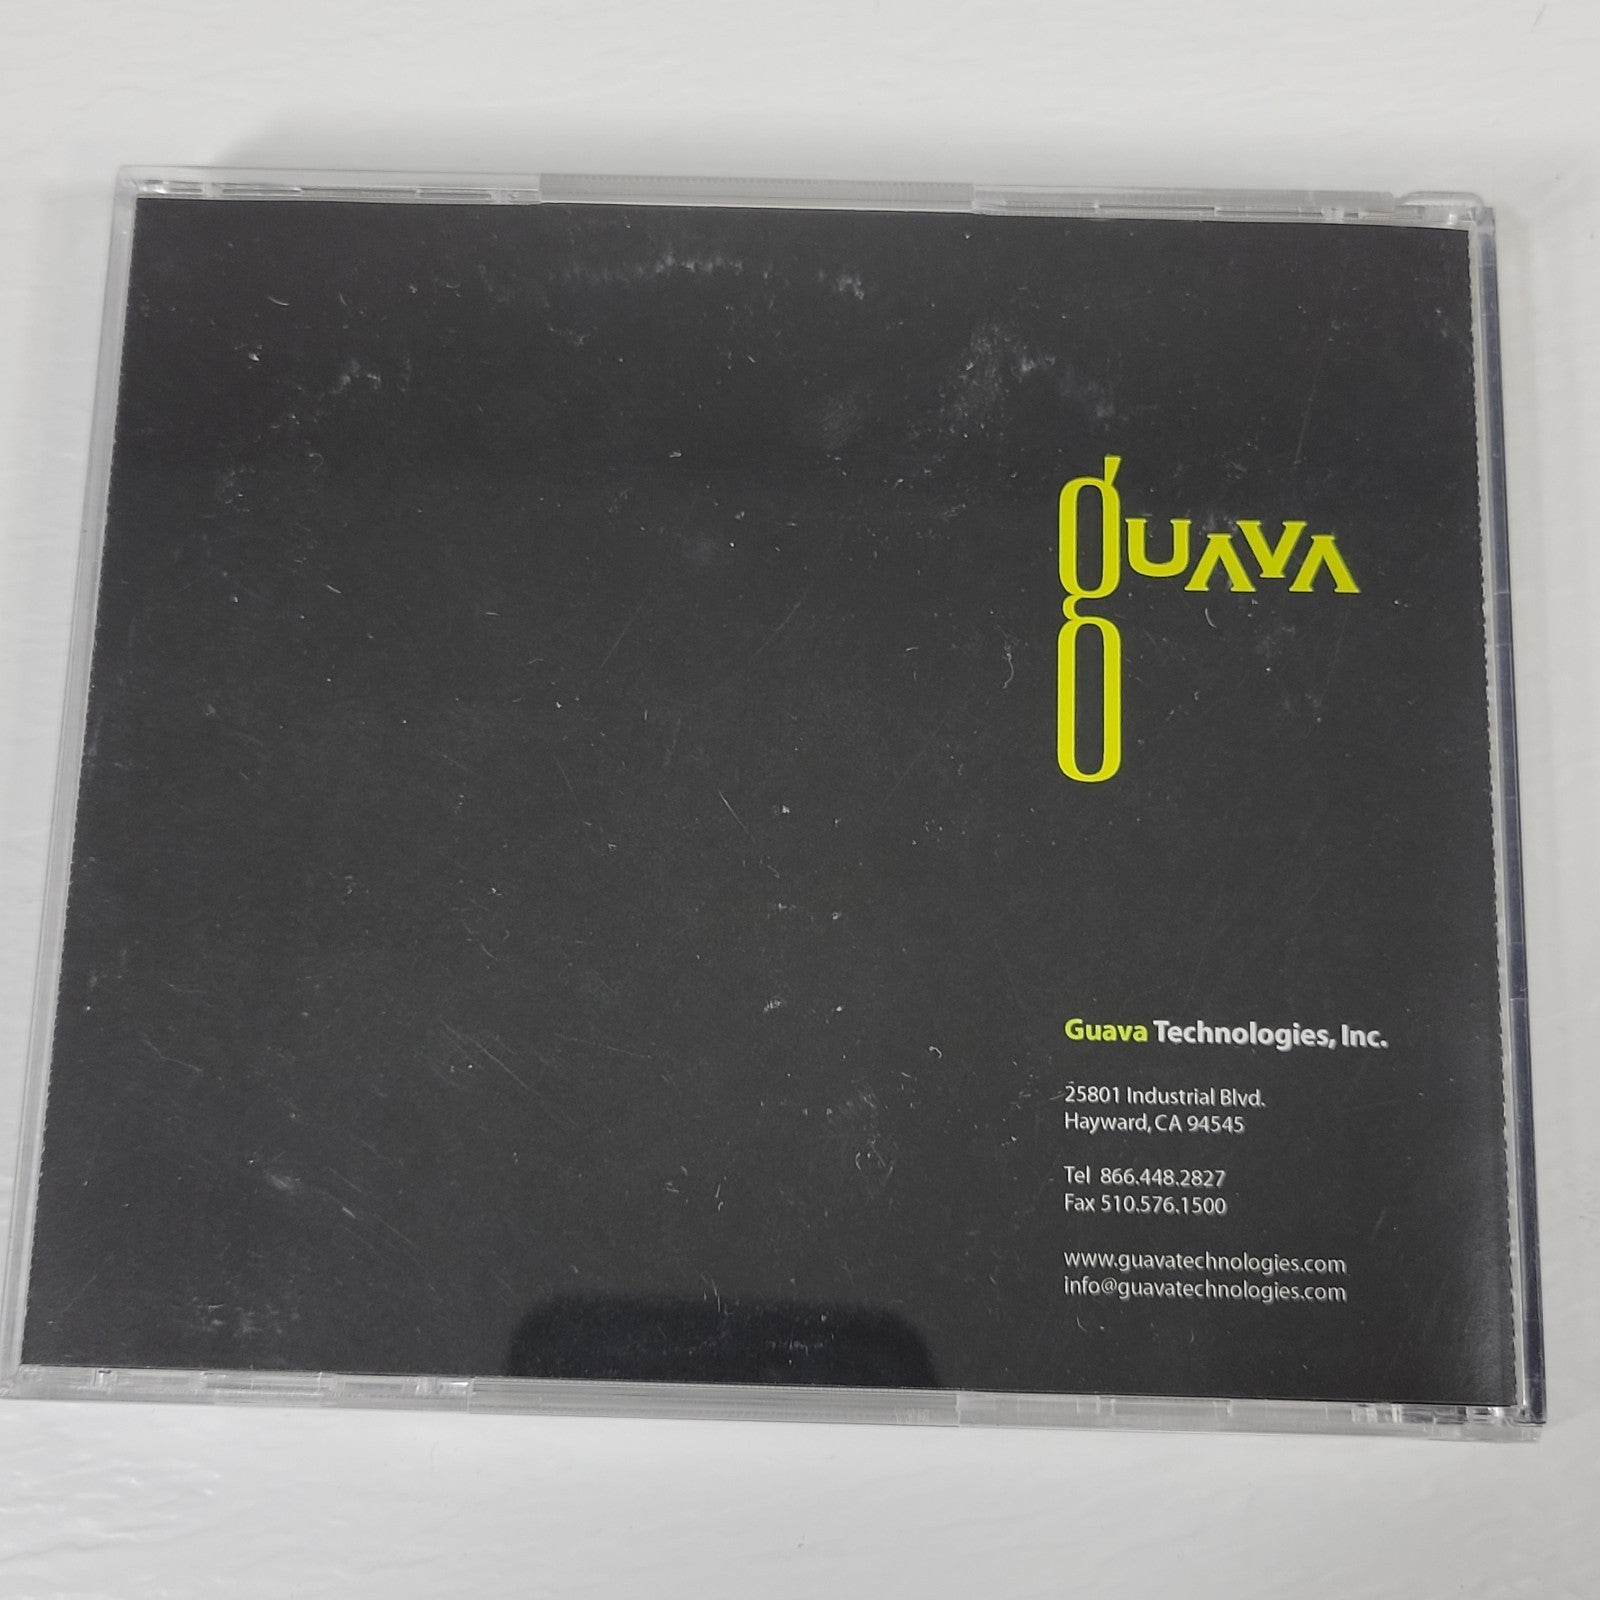 guava
Guava Technologies, Inc.
25801 Industrial Blvd.
Hayward, CA 94545
Tel 866.448.2827
Fax 510.576.1500
www.guavatechnologies.com
info@guavatechnologies.com